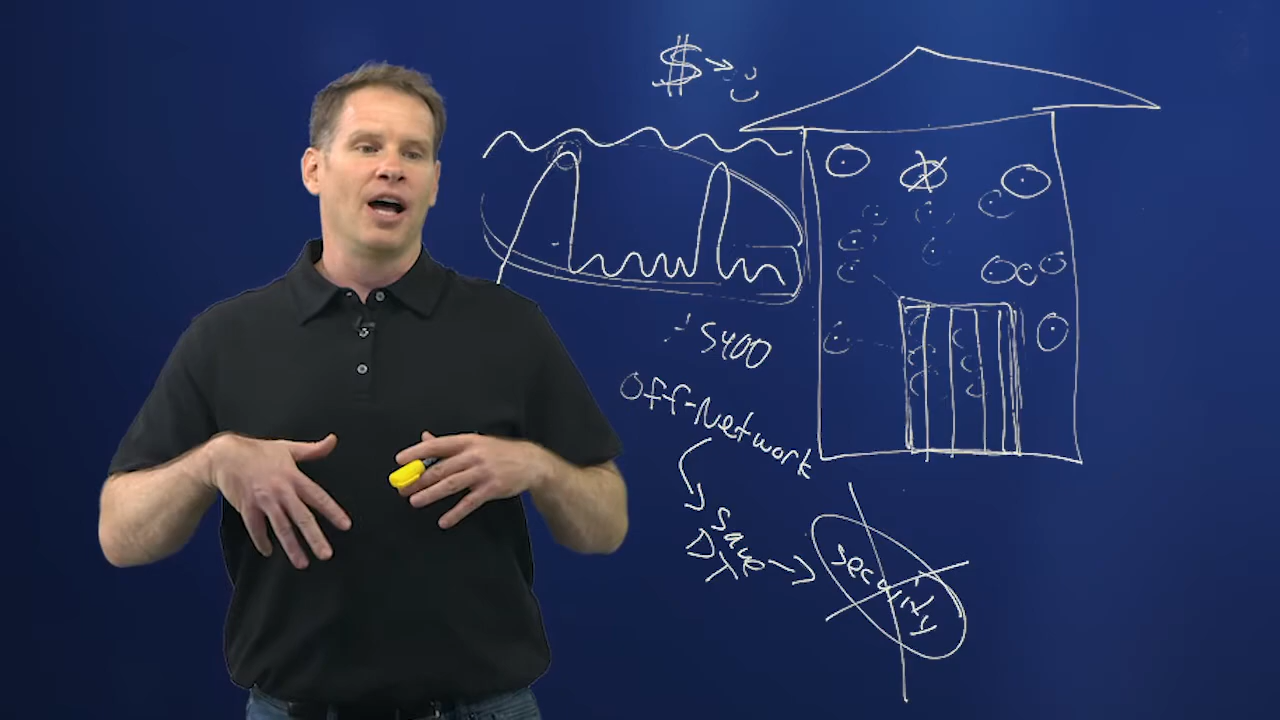 $ →
$400
Off-Network
Save
DT
security